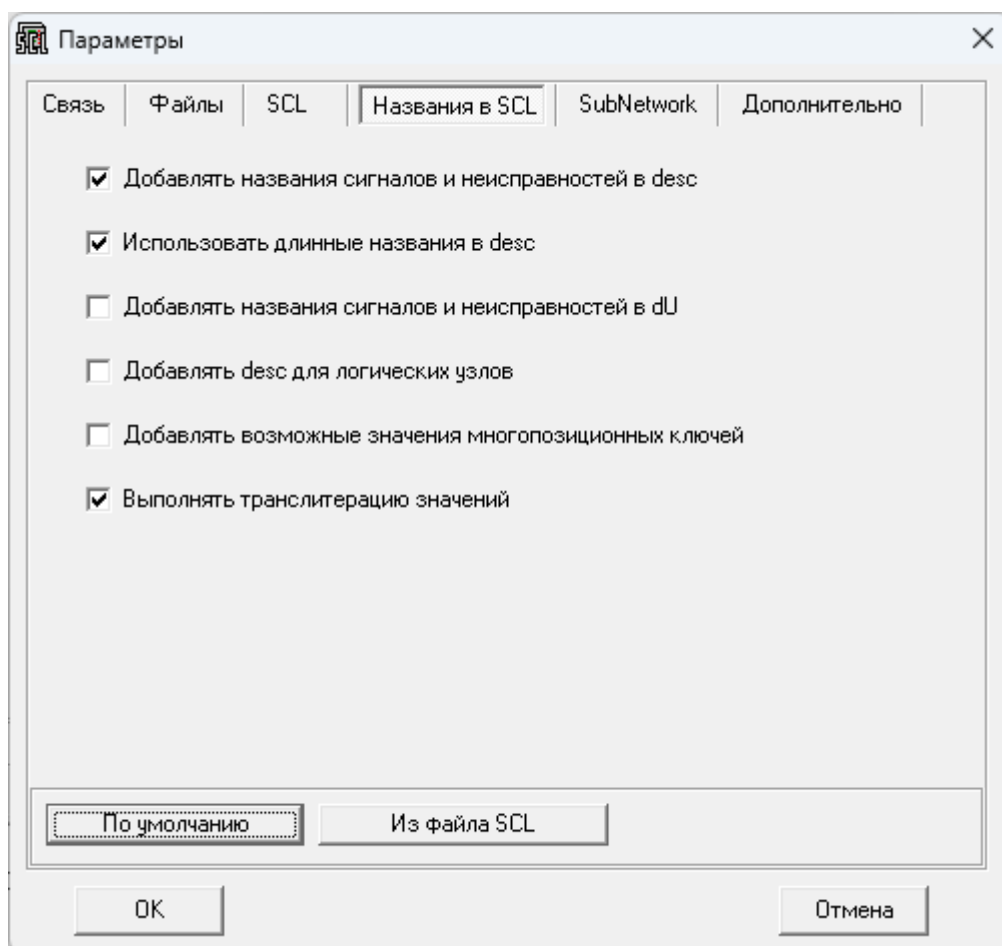 Параметры
Связь Файлы SCL Названия в SCL SubNetwork Дополнительно
Добавлять названия сигналов и неисправностей в desc
Использовать длинные названия в desc
Добавлять названия сигналов и неисправностей в dU
Добавлять desc для логических узлов
Добавлять возможные значения многопозиционных ключей
Выполнять транслитерацию значений
По умолчанию Из файла SCL
OK Отмена